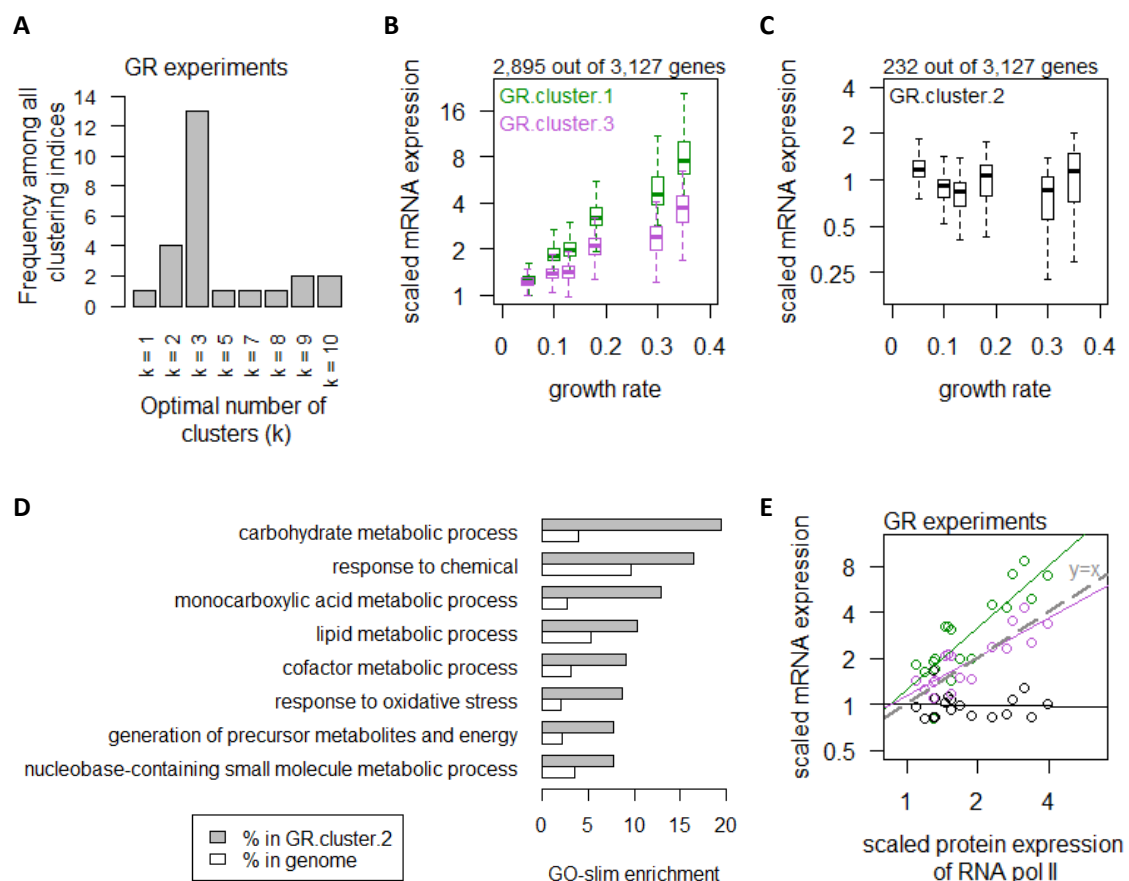 A
GR experiments
Frequency among all
clustering indices
14
12
10
8
6
4
2
0
k = 1
k = 2
k = 3
k = 5
k = 7
k = 8
k = 9
k = 10
Optimal number of
clusters (k)
B
2,895 out of 3,127 genes
GR.cluster.1
GR.cluster.3
scaled mRNA expression
16
8
4
2
1
0 0.1 0.2 0.3 0.4
growth rate
C
232 out of 3,127 genes
GR.cluster.2
scaled mRNA expression
4
2
1
0.5
0.25
0 0.1 0.2 0.3 0.4
growth rate
D
carbohydrate metabolic process
response to chemical
monocarboxylic acid metabolic process
lipid metabolic process
cofactor metabolic process
response to oxidative stress
generation of precursor metabolites and energy
nucleobase-containing small molecule metabolic process
0 5 10 15 20
GO-slim enrichment
% in GR.cluster.2
% in genome
E
GR experiments
y=x
scaled mRNA expression
8
4
2
1
0.5
1 2 4
scaled protein expression
of RNA pol II